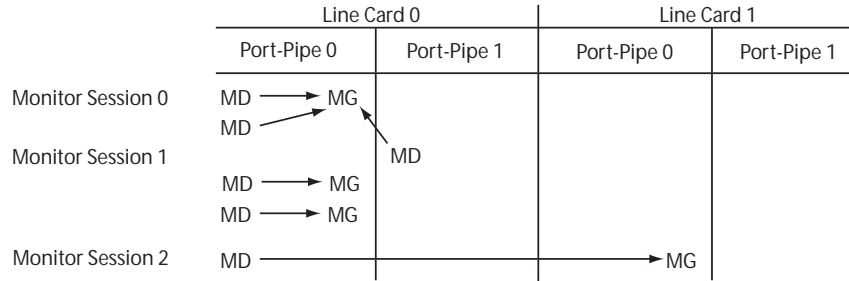 Line Card 0 Line Card 1
Port-Pipe 0 Port-Pipe 1 Port-Pipe 0 Port-Pipe 1
Monitor Session 0 MD MG
MD
Monitor Session 1 MD
MD MG
MD MG
Monitor Session 2 MD MG